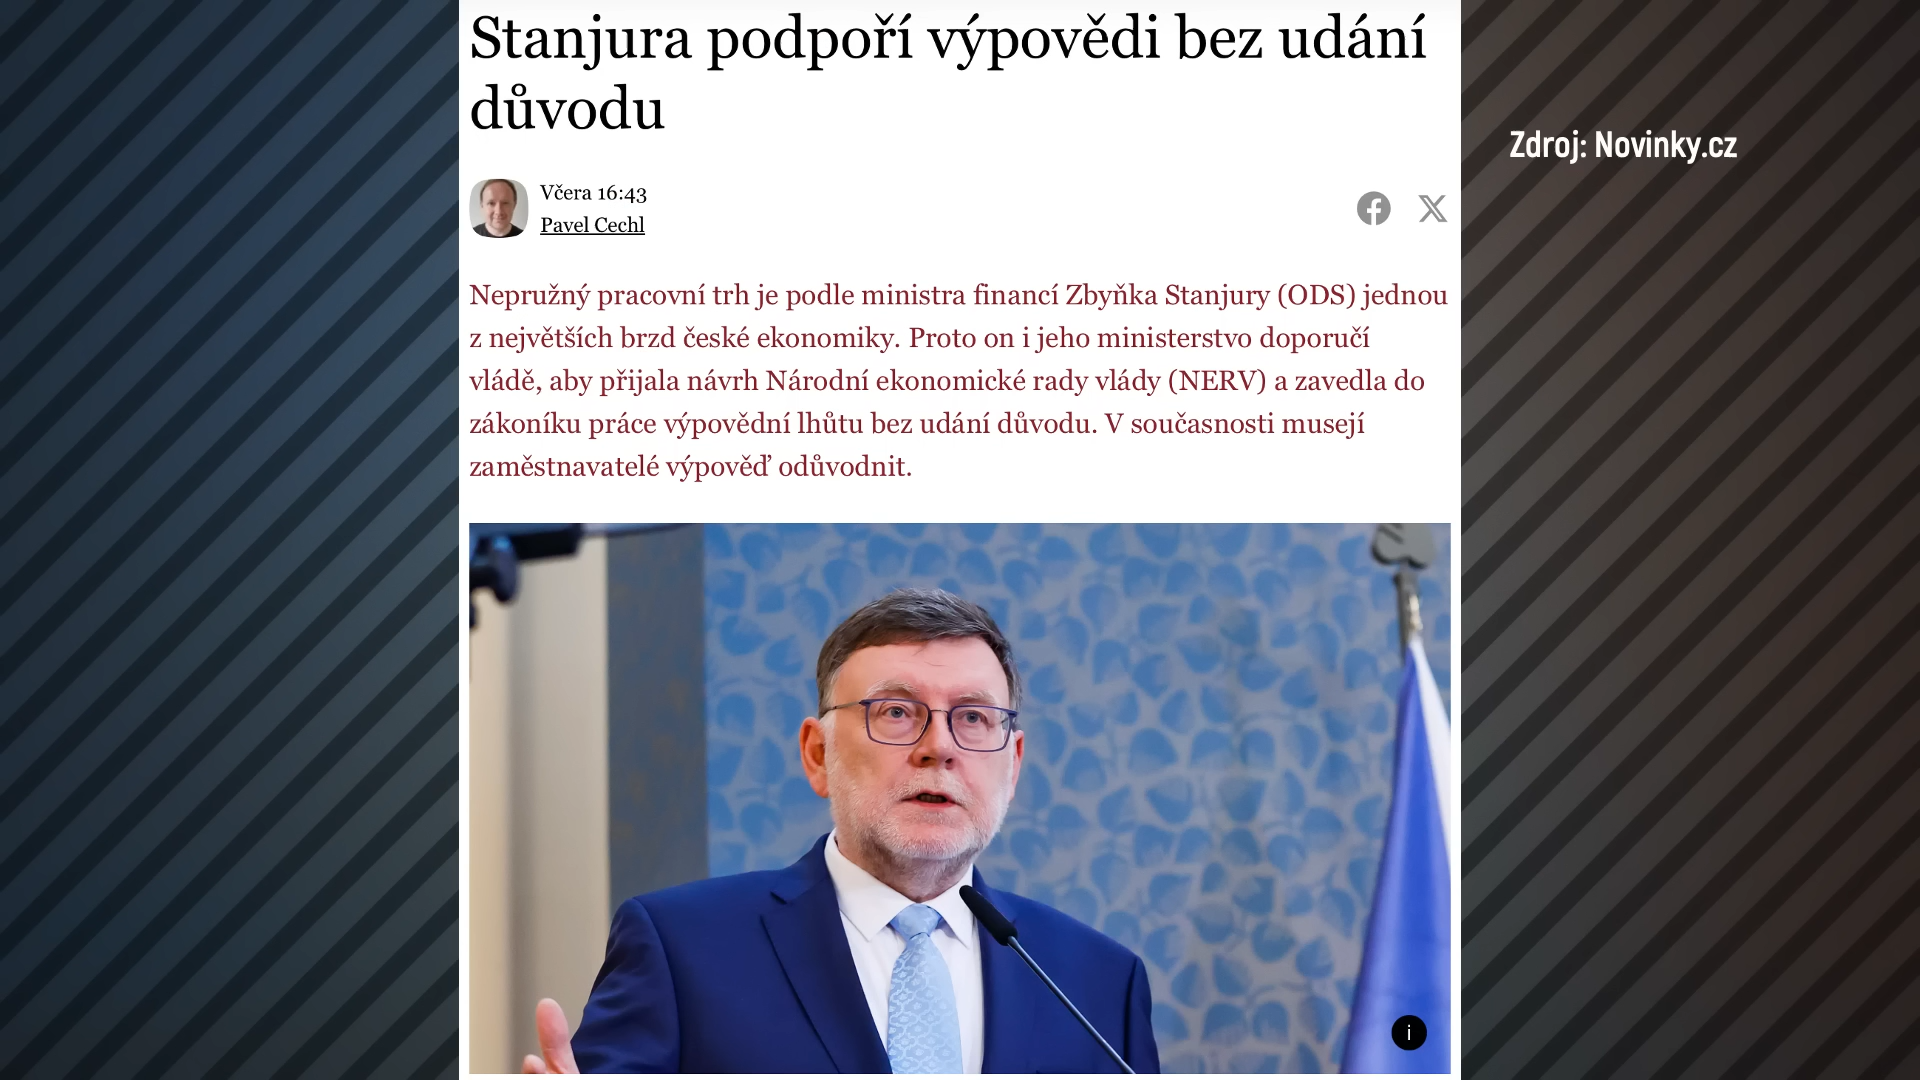 Stanjura podpoří výpovědi bez udání
důvodu
Zdroj: Novinky.cz
Včera 16:43
Pavel Cechl
Nepružný pracovní trh je podle ministra financí Zbyňka Stanjury (ODS) jednou
z největších brzd české ekonomiky. Proto on i jeho ministerstvo doporučí
vládě, aby přijala návrh Národní ekonomické rady vlády (NERV) a zavedla do
zákoníku práce výpovědní lhůtu bez udání důvodu. V současnosti musejí
zaměstnavatelé výpověď odůvodnit.